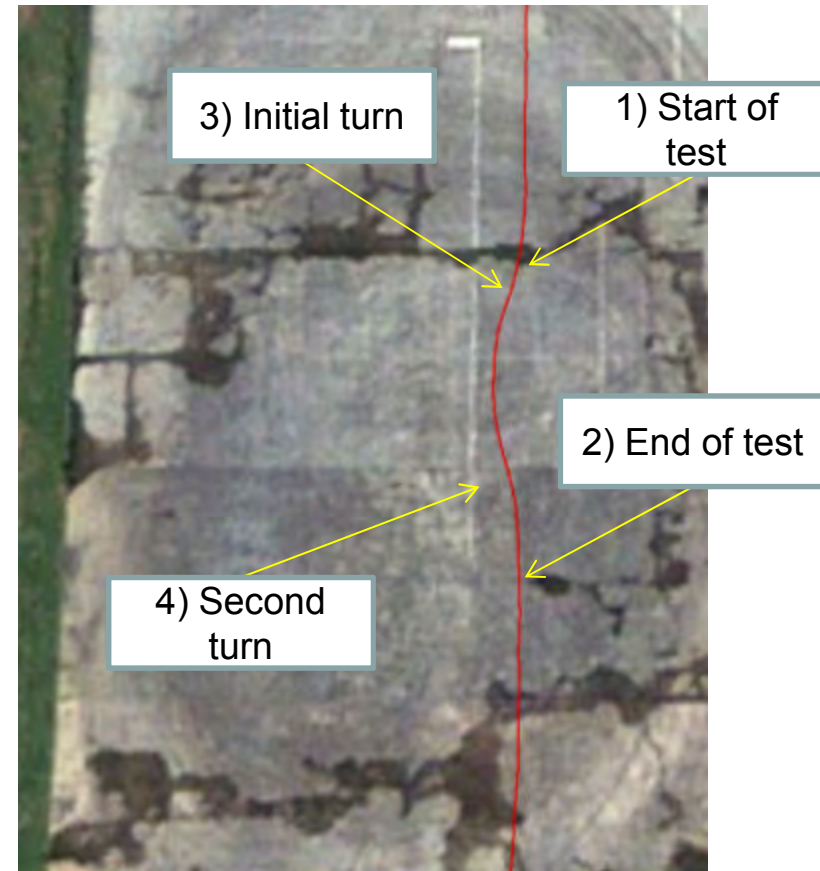 3) Initial turn
1) Start of
test
2) End of test
4) Second
turn